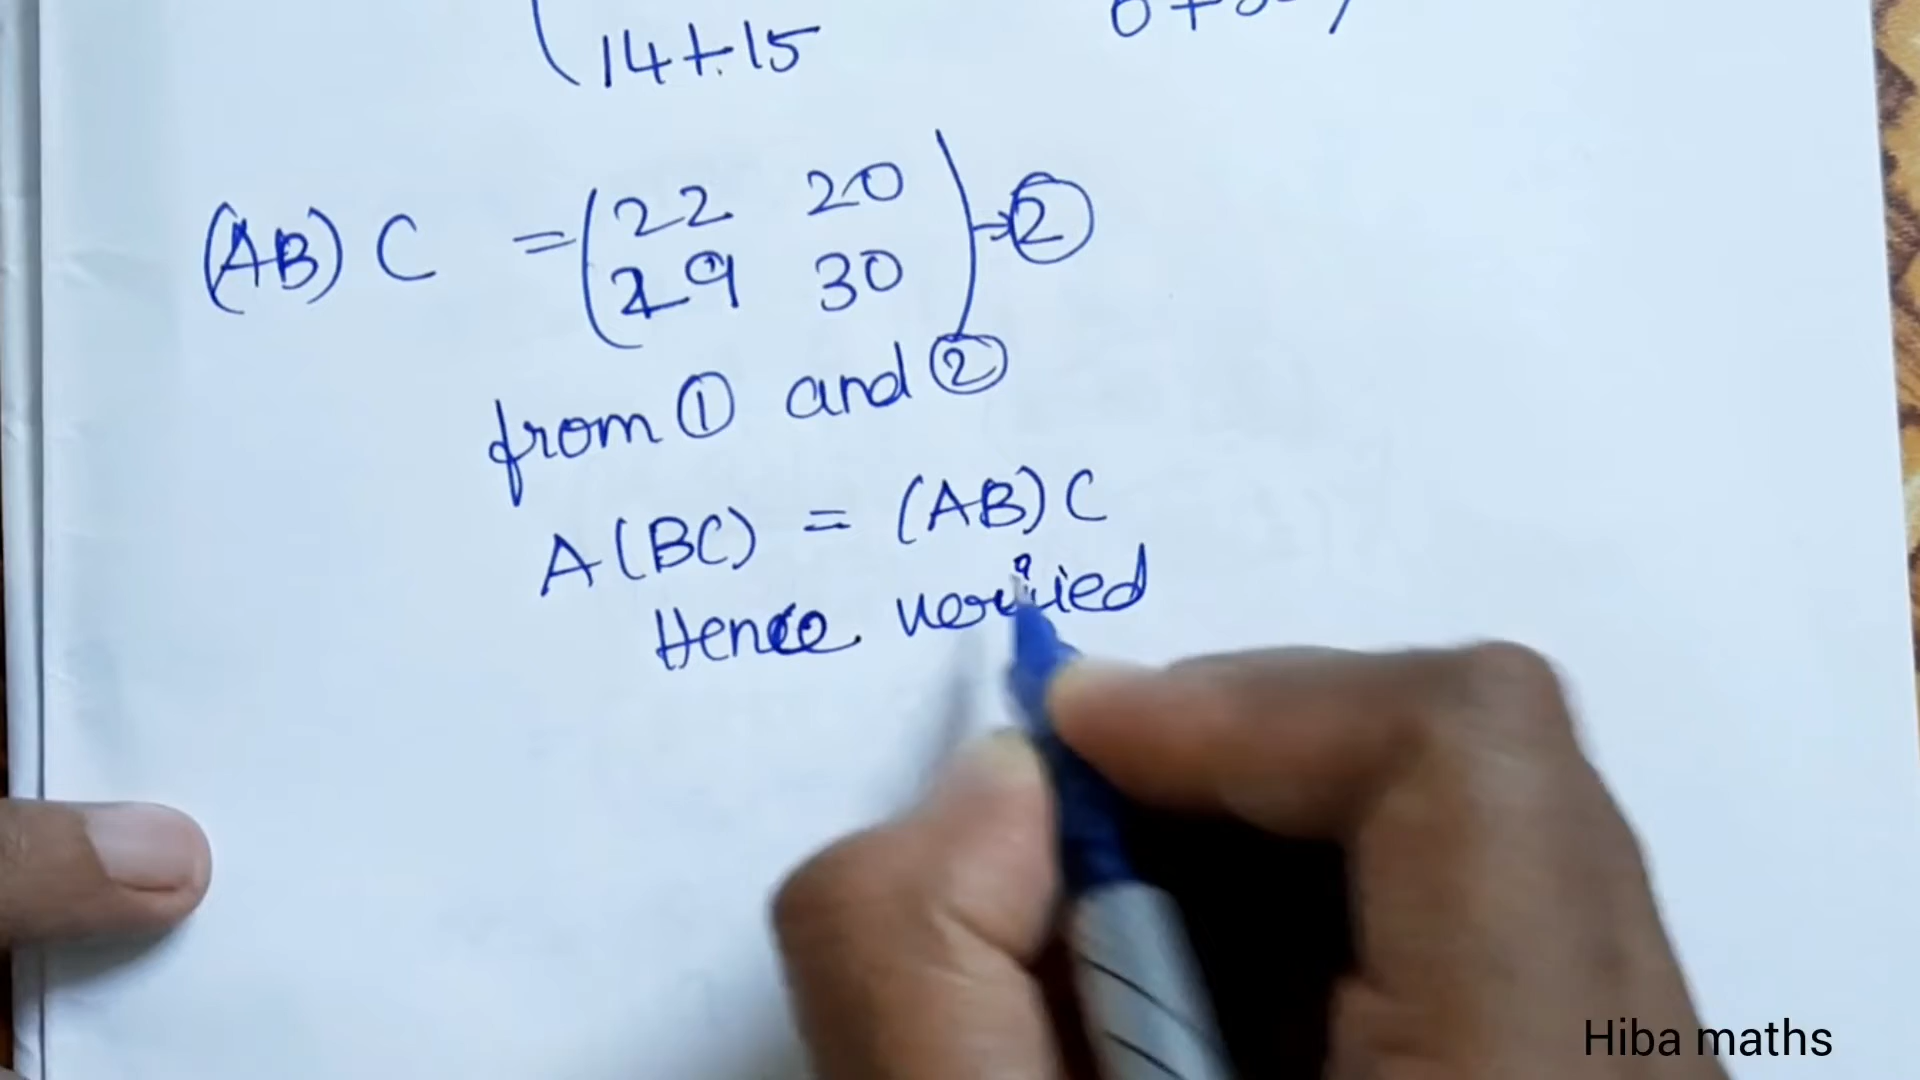 14+15
(AB) C = (22 20
29 30) → ②
from ① and ②
A(BC) = (AB) C
Hence verified
Hiba maths